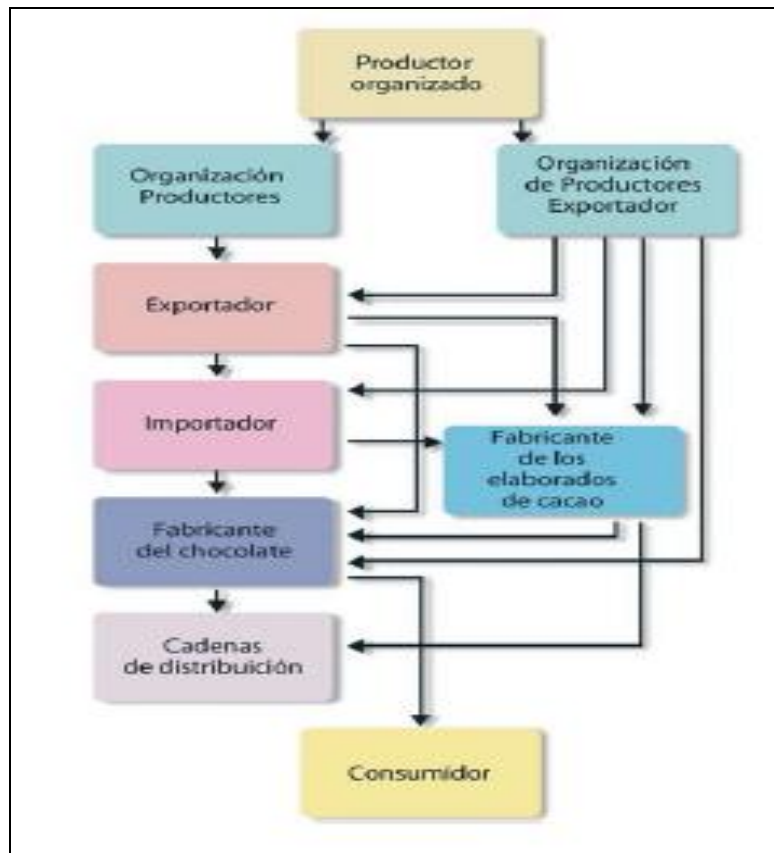 Productor
organizado
Organización
Productores
Organización
de Productores
Exportador
Exportador
Importador
Fabricante
de los
elaborados
de cacao
Fabricante
del chocolate
Cadenas
de distribuición
Consumidor